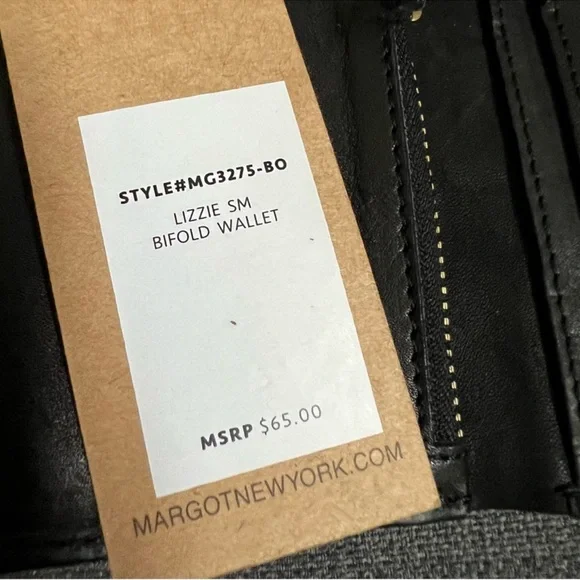 STYLE#MG3275-BO
LIZZIE SM
BIFOLD WALLET
MSRP $65.00
MARGOTNEWYORK.COM